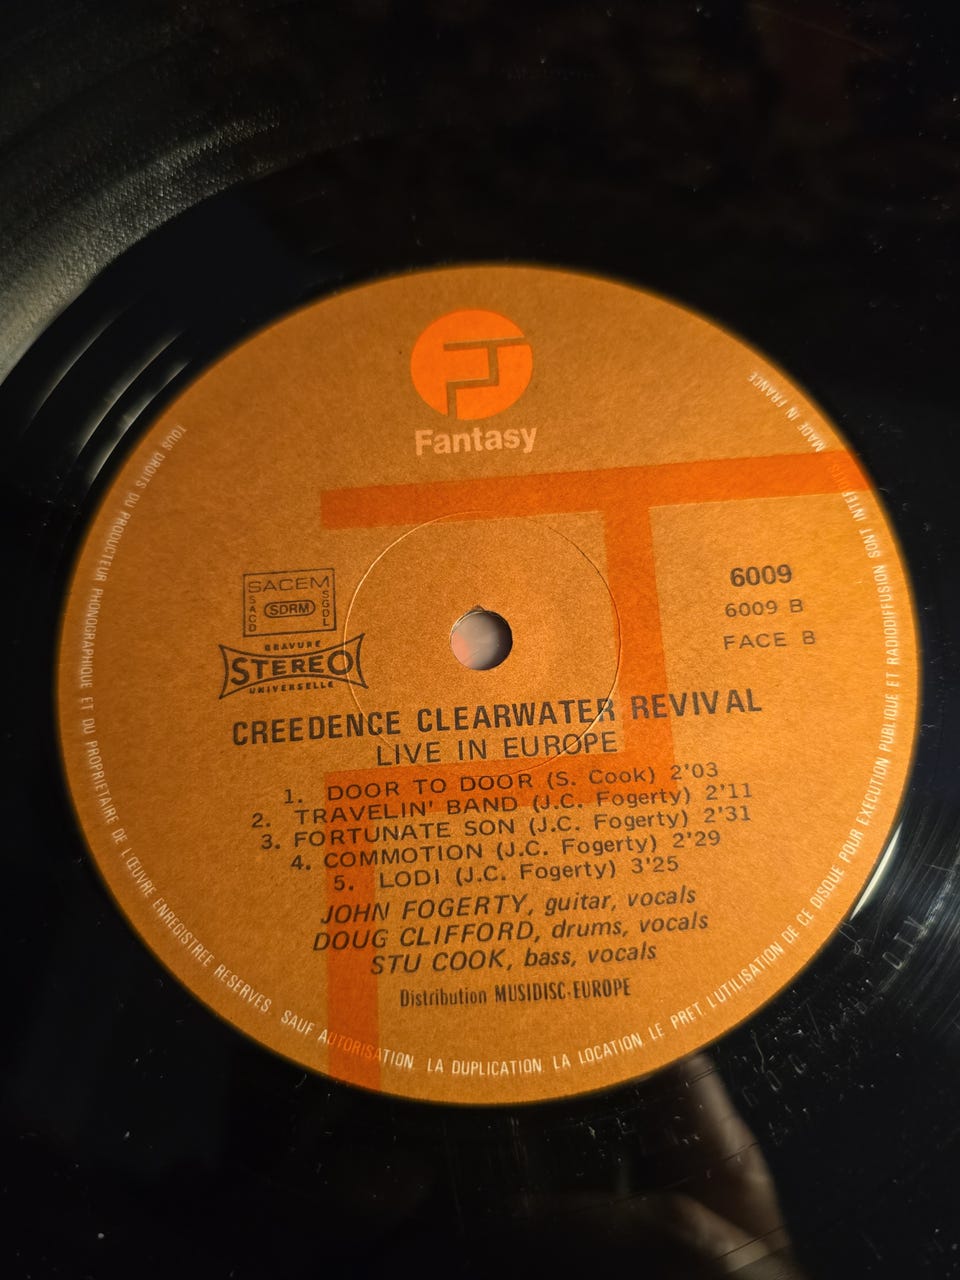 Fantasy
SACEM
SACD
SDRM
SGDL
GRAVURE
STEREO
UNIVERSELLE
6009
6009 B
FACE B
CREEDENCE CLEARWATER REVIVAL
LIVE IN EUROPE
1. DOOR TO DOOR (S. Cook) 2'03
2. TRAVELIN' BAND (J.C. Fogerty) 2'11
3. FORTUNATE SON (J.C. Fogerty) 2'31
4. COMMOTION (J.C. Fogerty) 2'29
5. LODI (J.C. Fogerty) 3'25
JOHN FOGERTY, guitar, vocals
DOUG CLIFFORD, drums, vocals
STU COOK, bass, vocals
Distribution MUSIDISC-EUROPE
TOUS DROITS DU PRODUCTEUR PHONOGRAPHIQUE ET DU PROPRIETAIRE DE L'ŒUVRE ENREGISTREE RESERVES. SAUF AUTORISATION. LA DUPLICATION. LA LOCATION. LE PRET. L'UTILISATION DE CE DISQUE POUR EXECUTION PUBLIQUE ET RADIODIFFUSION SONT INTERDITS MADE IN FRANCE